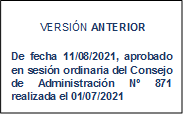 VERSIÓN ANTERIOR
De fecha 11/08/2021, aprobado
en sesión ordinaria del Consejo
de Administración Nº 871
realizada el 01/07/2021